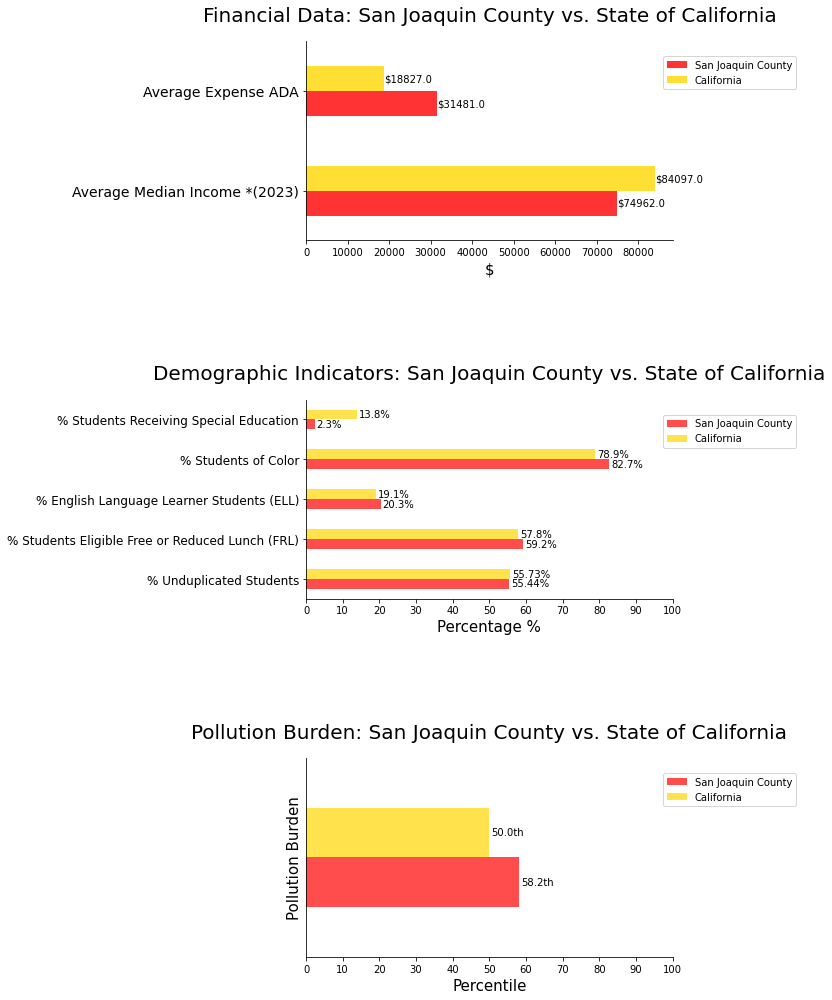 Financial Data: San Joaquin County vs. State of California
San Joaquin County
California
Average Expense ADA
$18827.0
$31481.0
Average Median Income *(2023)
$84097.0
$74962.0
0 10000 20000 30000 40000 50000 60000 70000 80000
$
Demographic Indicators: San Joaquin County vs. State of California
San Joaquin County
California
% Students Receiving Special Education
13.8%
2.3%
% Students of Color
78.9%
82.7%
% English Language Learner Students (ELL)
19.1%
20.3%
% Students Eligible Free or Reduced Lunch (FRL)
57.8%
59.2%
% Unduplicated Students
55.73%
55.44%
0 10 20 30 40 50 60 70 80 90 100
Percentage %
Pollution Burden: San Joaquin County vs. State of California
San Joaquin County
California
Pollution Burden
50.0th
58.2th
0 10 20 30 40 50 60 70 80 90 100
Percentile